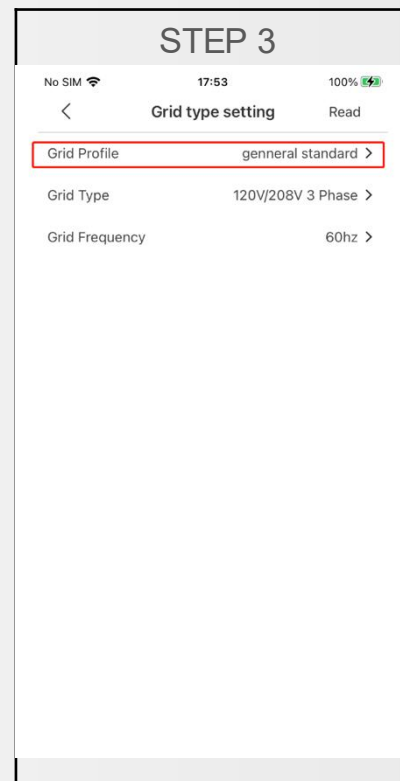 STEP 3
No SIM 17:53 100%
Grid type setting Read
Grid Profile genneral standard >
Grid Type 120V/208V 3 Phase >
Grid Frequency 60hz >